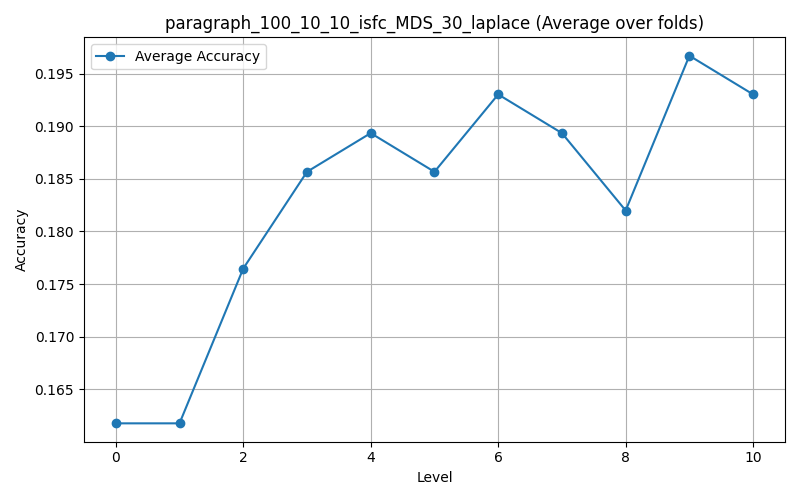 paragraph_100_10_10_isfc_MDS_30_laplace (Average over folds)
Average Accuracy
0.195
0.190
0.185
0.180
0.175
0.170
0.165
Accuracy
0 2 4 6 8 10
Level